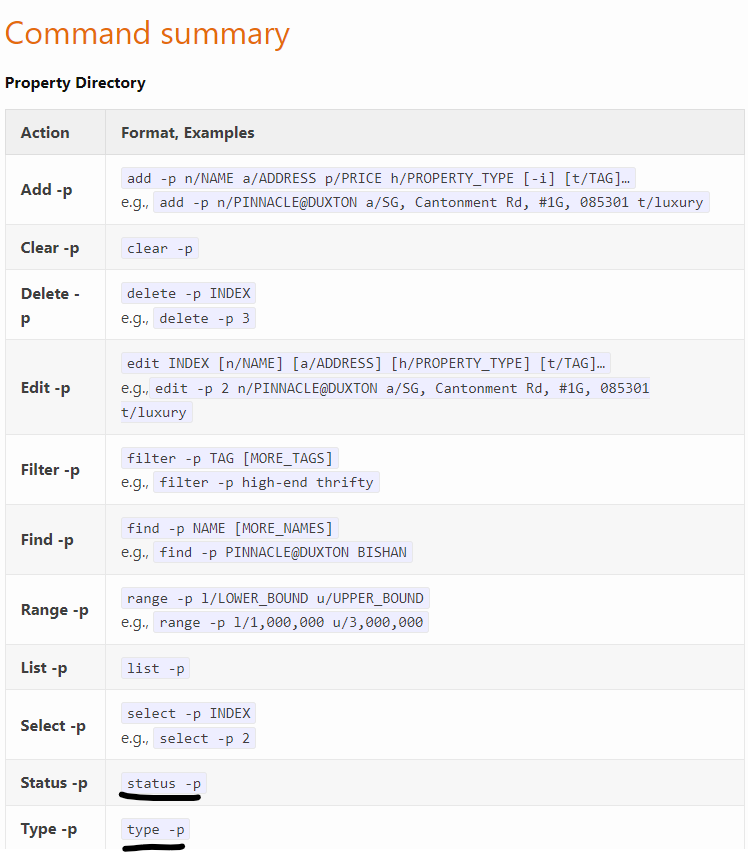 Command summary
Property Directory
Action Format, Examples
Add -p add -p n/NAME a/ADDRESS p/PRICE h/PROPERTY_TYPE [-i] [t/TAG]…
e.g., add -p n/PINNACLE@DUXTON a/SG, Cantonment Rd, #1G, 085301 t/luxury
Clear -p clear -p
Delete - delete -p INDEX
p e.g., delete -p 3
Edit -p edit INDEX [n/NAME] [a/ADDRESS] [h/PROPERTY_TYPE] [t/TAG]…
e.g., edit -p 2 n/PINNACLE@DUXTON a/SG, Cantonment Rd, #1G, 085301
t/luxury
Filter -p filter -p TAG [MORE_TAGS]
e.g., filter -p high-end thrifty
Find -p find -p NAME [MORE_NAMES]
e.g., find -p PINNACLE@DUXTON BISHAN
Range -p range -p l/LOWER_BOUND u/UPPER_BOUND
e.g., range -p l/1,000,000 u/3,000,000
List -p list -p
Select -p select -p INDEX
e.g., select -p 2
Status -p status -p
Type -p type -p